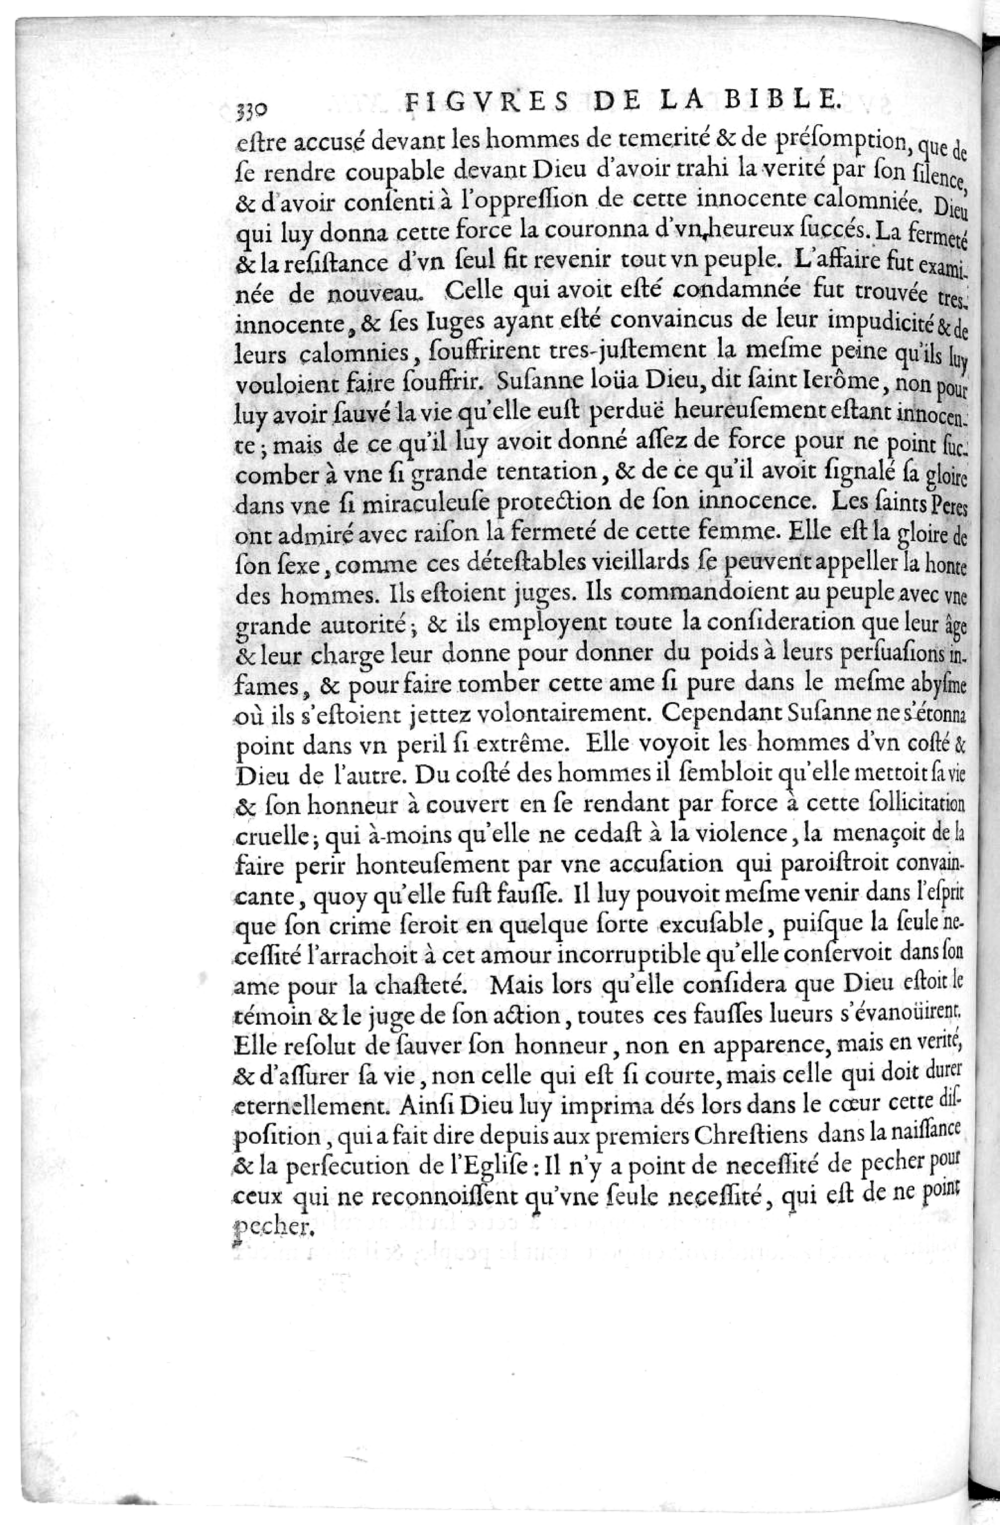 330 FIGVRES DE LA BIBLE.
eſtre accusé devant les hommes de temerité & de préſomption, que de
ſe rendre coupable devant Dieu d'avoir trahi la verité par ſon ſilence,
& d'avoir conſenti à l'oppreſſion de cette innocente calomniée. Dieu
qui luy donna cette force la couronna d'vn heureux ſuccés. La fermeté
& la reſiſtance d'vn ſeul fit revenir tout vn peuple. L'affaire fut exami-
née de nouveau. Celle qui avoit eſté condamnée fut trouvée tres-
innocente, & ſes Iuges ayant eſté convaincus de leur impudicité & de
leurs calomnies, ſouffrirent tres-juſtement la meſme peine qu'ils luy
vouloient faire ſouffrir. Suſanne loüa Dieu, dit ſaint Ierôme, non pour
luy avoir ſauvé la vie qu'elle euſt perduë heureuſement eſtant innocen-
te; mais de ce qu'il luy avoit donné aſſez de force pour ne point ſuc-
comber à vne ſi grande tentation, & de ce qu'il avoit ſignalé ſa gloire
dans vne ſi miraculeuſe protection de ſon innocence. Les ſaints Peres
ont admiré avec raiſon la fermeté de cette femme. Elle eſt la gloire de
ſon ſexe, comme ces déteſtables vieillards ſe peuvent appeller la honte
des hommes. Ils eſtoient juges. Ils commandoient au peuple avec vne
grande autorité; & ils employent toute la conſideration que leur âge
& leur charge leur donne pour donner du poids à leurs perſuaſions in-
fames, & pour faire tomber cette ame ſi pure dans le meſme abyſme
où ils s'eſtoient jettez volontairement. Cependant Suſanne ne s'étonna
point dans vn peril ſi extrême. Elle voyoit les hommes d'vn coſté &
Dieu de l'autre. Du coſté des hommes il ſembloit qu'elle mettoit ſa vie
& ſon honneur à couvert en ſe rendant par force à cette ſollicitation
cruelle; qui à-moins qu'elle ne cedaſt à la violence, la menaçoit de la
faire perir honteuſement par vne accuſation qui paroiſtroit convain-
cante, quoy qu'elle fuſt fauſſe. Il luy pouvoit meſme venir dans l'eſprit
que ſon crime ſeroit en quelque ſorte excuſable, puiſque la ſeule ne-
ceſſité l'arrachoit à cet amour incorruptible qu'elle conſervoit dans ſon
ame pour la chaſteté. Mais lors qu'elle conſidera que Dieu eſtoit le
témoin & le juge de ſon action, toutes ces fauſſes lueurs s'évanoüirent.
Elle reſolut de ſauver ſon honneur, non en apparence, mais en verité,
& d'aſſurer ſa vie, non celle qui eſt ſi courte, mais celle qui doit durer
eternellement. Ainſi Dieu luy imprima dés lors dans le cœur cette diſ-
poſition, qui a fait dire depuis aux premiers Chreſtiens dans la naiſſance
& la perſecution de l'Egliſe: Il n'y a point de neceſſité de pecher pour
ceux qui ne reconnoiſſent qu'vne ſeule neceſſité, qui eſt de ne point
pecher.